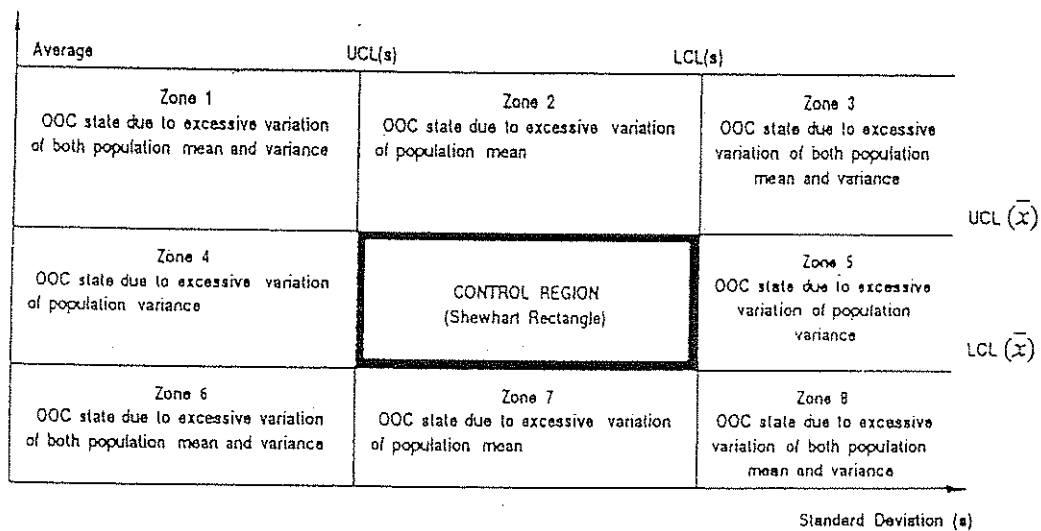 Average
UCL(s)
LCL(s)
Zone 1
OOC state due to excessive variation
of both population mean and variance
Zone 2
OOC state due to excessive variation
of population mean
Zone 3
OOC state due to excessive
variation of both population
mean and variance
UCL (x̅)
Zone 4
OOC state due to excessive variation
of population variance
CONTROL REGION
(Shewhart Rectangle)
Zone 5
OOC state due to excessive
variation of population
variance
LCL (x̅)
Zone 6
OOC state due to excessive variation
of both population mean and variance
Zone 7
OOC state due to excessive variation
of population mean
Zone 8
OOC state due to excessive
variation of both population
mean and variance
Standard Deviation (s)